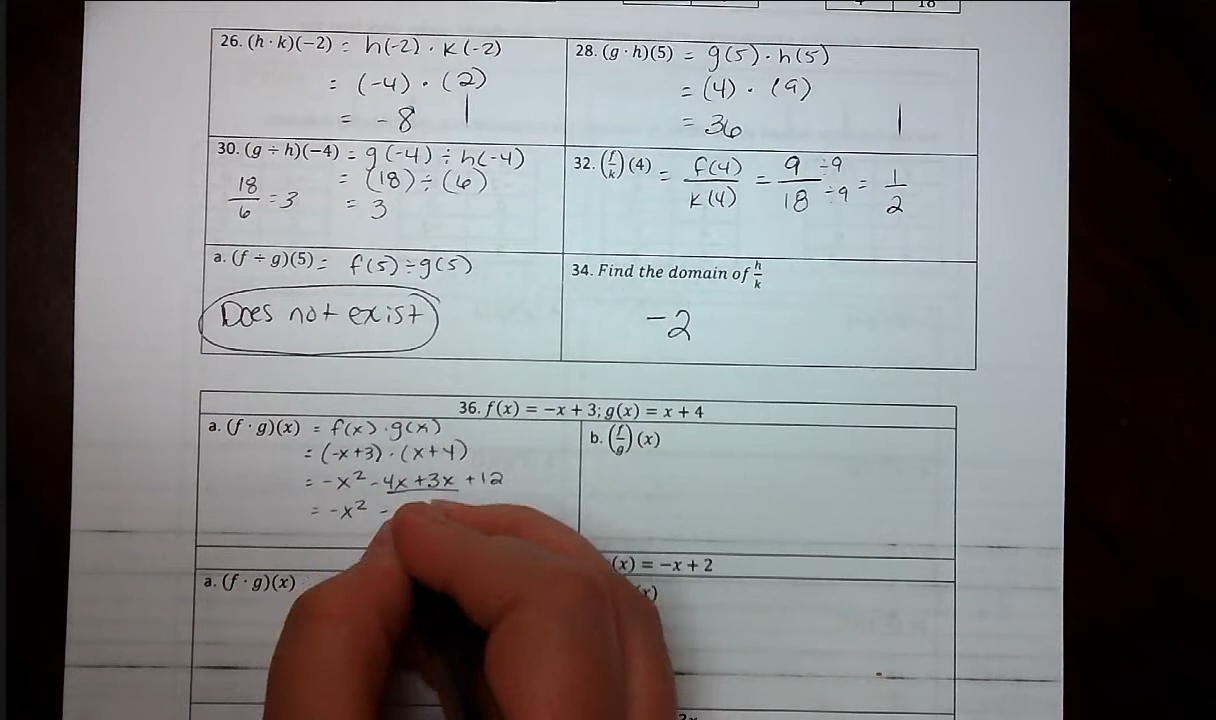 18
26. (h · k)(−2) = h(-2) · k(-2)
= (-4) · (2)
= -8
28. (g · h)(5) = g(5) · h(5)
= (4) · (9)
= 36
30. (g ÷ h)(−4) = g(-4) ÷ h(-4)
18/6 = 3 = (18) ÷ (6)
= 3
32. (f/k)(4) = f(4)/k(4) = 9/18 ÷9/÷9 = 1/2
a. (f ÷ g)(5) = f(5) ÷ g(5)
Does not exist
34. Find the domain of h/k
-2
36. f(x) = −x + 3; g(x) = x + 4
a. (f · g)(x) = f(x) · g(x)
= (-x+3) · (x+4)
= -x² - 4x + 3x + 12
= -x² -
b. (f/g)(x)
(x) = −x + 2
a. (f · g)(x)